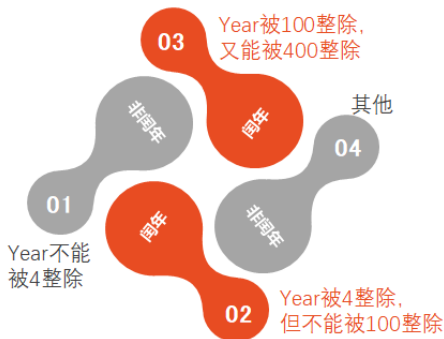 03
Year被100整除，
又能被400整除
非闰年
闰年
其他
04
01
闰年
非闰年
Year不能
被4整除
02
Year被4整除，
但不能被100整除